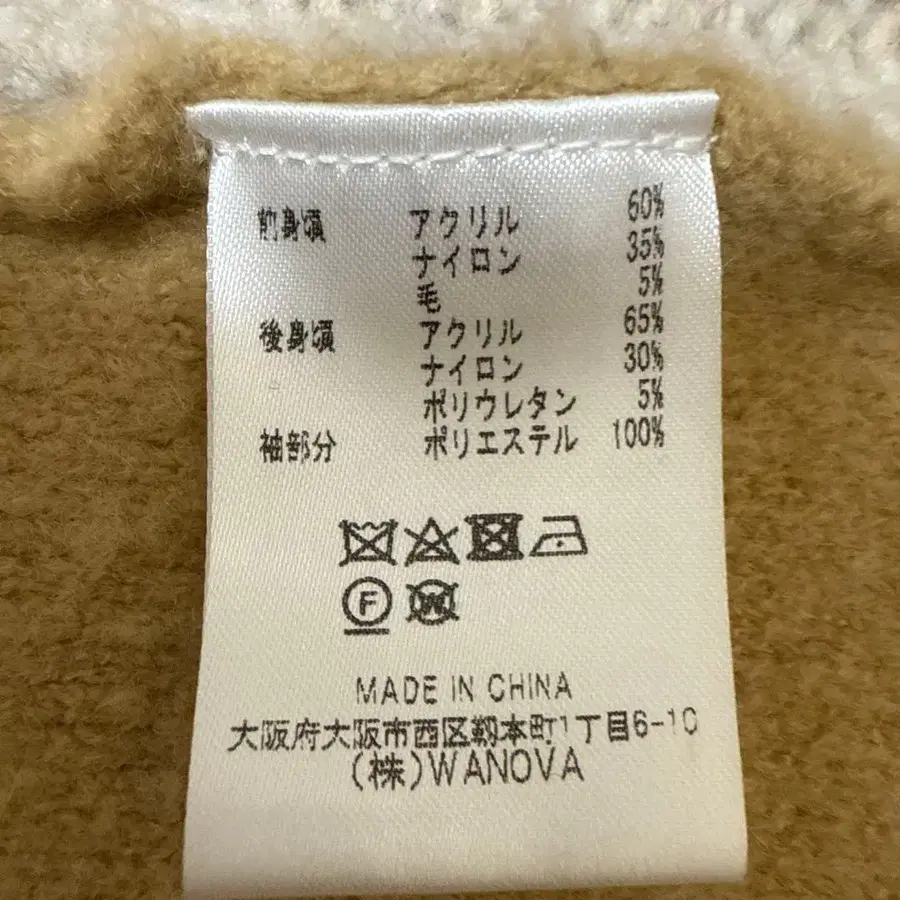 前身頃 アクリル 60%
ナイロン 35%
毛 5%
後身頃 アクリル 65%
ナイロン 30%
ポリウレタン 5%
袖部分 ポリエステル 100%
F W
MADE IN CHINA
大阪府大阪市西区靱本町1丁目6-10
(株)WANOVA